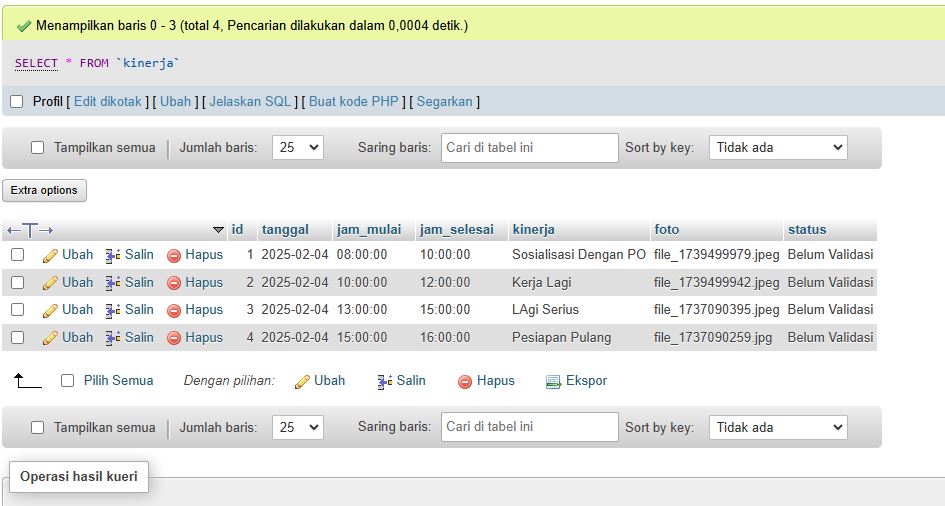 Menampilkan baris 0 - 3 (total 4, Pencarian dilakukan dalam 0,0004 detik.)
SELECT * FROM `kinerja`
Profil [ Edit dikotak ] [ Ubah ] [ Jelaskan SQL ] [ Buat kode PHP ] [ Segarkan ]
Tampilkan semua | Jumlah baris: 25 Saring baris: Cari di tabel ini Sort by key: Tidak ada
Extra options
id tanggal jam_mulai jam_selesai kinerja foto status
Ubah Salin Hapus 1 2025-02-04 08:00:00 10:00:00 Sosialisasi Dengan PO file_1739499979.jpeg Belum Validasi
Ubah Salin Hapus 2 2025-02-04 10:00:00 12:00:00 Kerja Lagi file_1739499942.jpeg Belum Validasi
Ubah Salin Hapus 3 2025-02-04 13:00:00 15:00:00 LAgi Serius file_1737090395.jpg Belum Validasi
Ubah Salin Hapus 4 2025-02-04 15:00:00 16:00:00 Pesiapan Pulang file_1737090259.jpg Belum Validasi
Pilih Semua Dengan pilihan: Ubah Salin Hapus Ekspor
Tampilkan semua | Jumlah baris: 25 Saring baris: Cari di tabel ini Sort by key: Tidak ada
Operasi hasil kueri